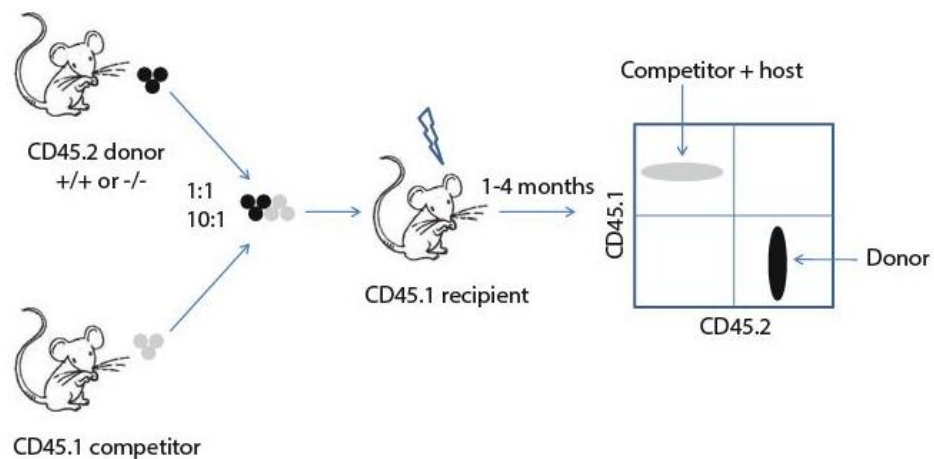 CD45.2 donor
+/+ or -/-
1:1
10:1
CD45.1 competitor
CD45.1 recipient
1-4 months
Competitor + host
CD45.1
Donor
CD45.2